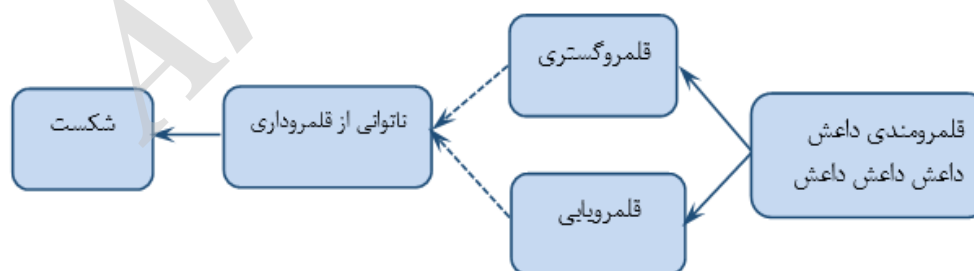 قلمرومندی داعش
داعش داعش داعش
قلمروگستری
قلمرویابی
ناتوانی از قلمروداری
شکست